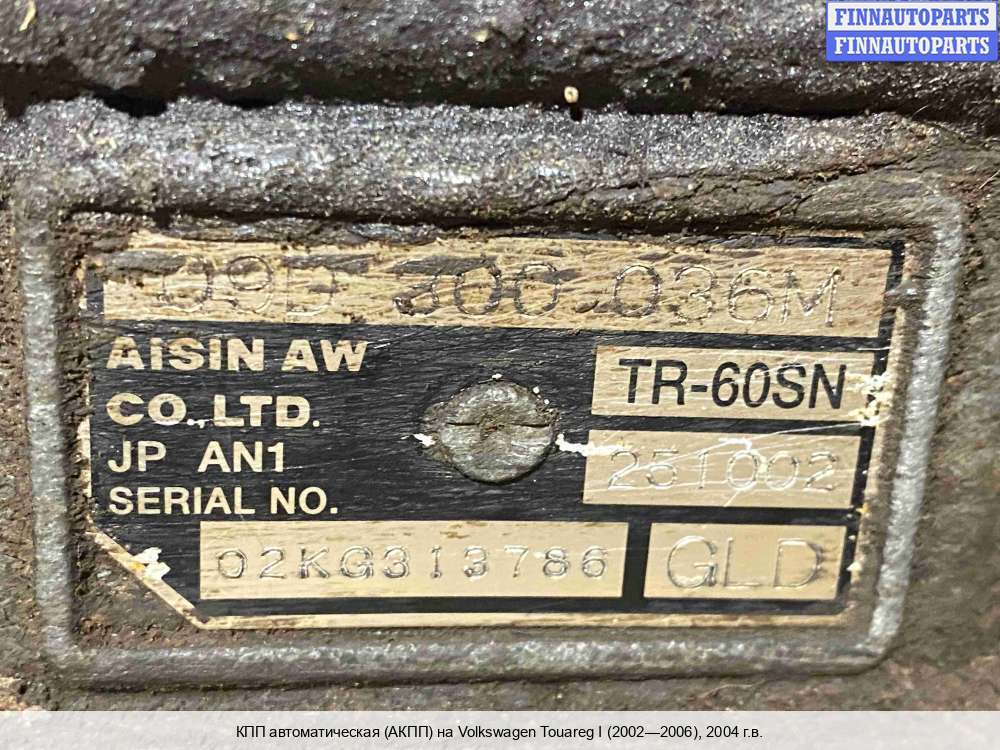 FINNAUTOPARTS
FINNAUTOPARTS
09D 300 036M
AISIN AW
CO.,LTD.
TR-60SN
JP AN1
251002
SERIAL NO.
02KG313786 GLD
КПП автоматическая (АКПП) на Volkswagen Touareg I (2002—2006), 2004 г.в.